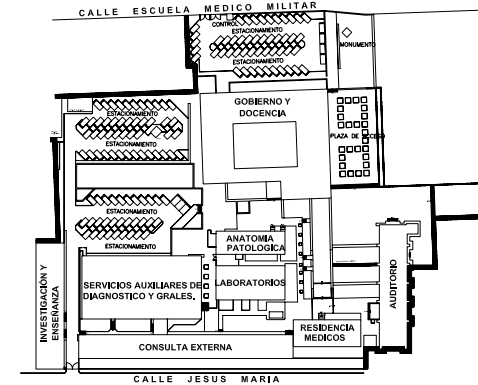 CALLE ESCUELA MEDICO MILITAR
CONTROL
ESTACIONAMIENTO
MONUMENTO
ESTACIONAMIENTO
GOBIERNO Y
DOCENCIA
ESTACIONAMIENTO
PLAZA DE ACCESO
ESTACIONAMIENTO
ESTACIONAMIENTO
ANATOMIA
PATOLOGICA
ESTACIONAMIENTO
INVESTIGACIÓN Y
ENSEÑANZA
SERVICIOS AUXILIARES DE
DIAGNOSTICO Y GRALES.
LABORATORIOS
AUDITORIO
RESIDENCIA
MEDICOS
CONSULTA EXTERNA
CALLE JESUS MARIA